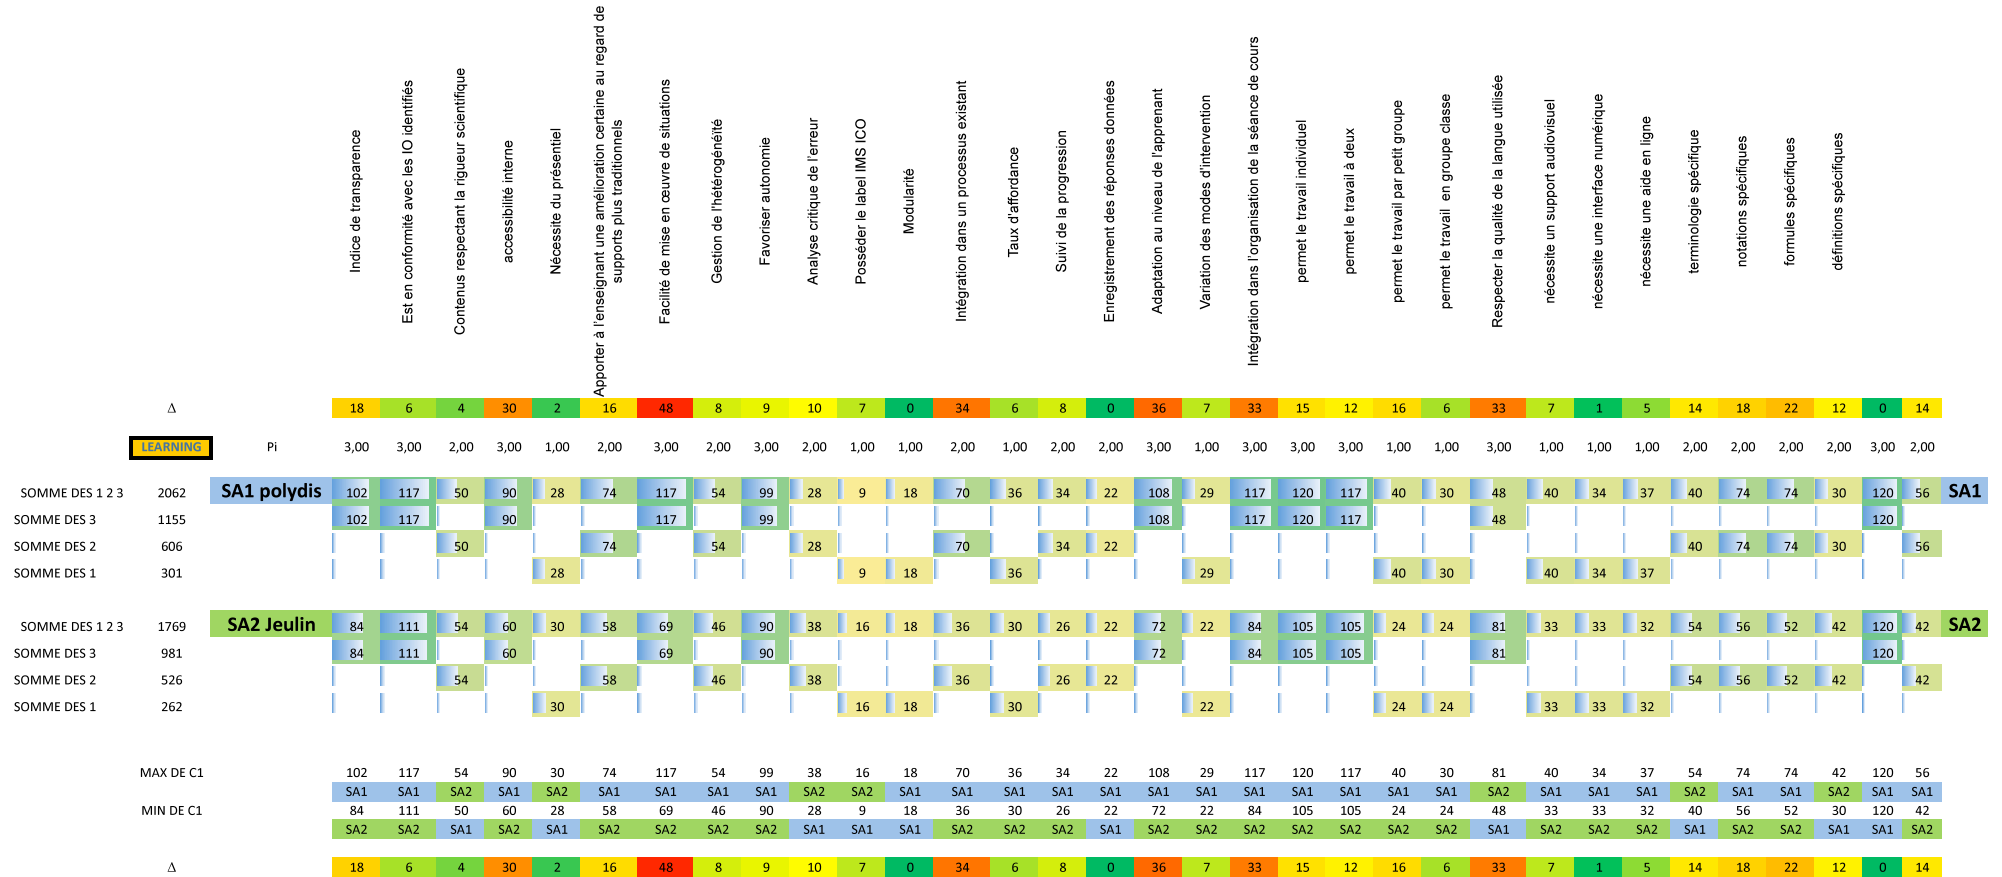 Indice de transparence
Est en conformité avec les IO identifiés
Contenus respectant la rigueur scientifique
accessibilité interne
Nécessite du présentiel
Apporter à l'enseignant une amélioration certaine au regard de
supports plus traditionnels
Facilité de mise en œuvre de situations
Gestion de l'hétérogénéité
Favoriser autonomie
Analyse critique de l'erreur
Posséder le label IMS ICO
Modularité
Intégration dans un processus existant
Taux d'affordance
Suivi de la progression
Enregistrement des réponses données
Adaptation au niveau de l'apprenant
Variation des modes d'intervention
Intégration dans l'organisation de la séance de cours
permet le travail individuel
permet le travail à deux
permet le travail par petit groupe
permet le travail en groupe classe
Respecter la qualité de la langue utilisée
nécessite un support audiovisuel
nécessite une interface numérique
nécessite une aide en ligne
terminologie spécifique
notations spécifiques
formules spécifiques
définitions spécifiques
Δ 18 6 4 30 2 16 48 8 9 10 7 0 34 6 8 0 36 7 33 15 12 16 6 33 7 1 5 14 18 22 12 0 14
LEARNING Pi 3,00 3,00 2,00 3,00 1,00 2,00 3,00 2,00 3,00 2,00 1,00 1,00 2,00 1,00 2,00 2,00 3,00 1,00 3,00 3,00 3,00 1,00 1,00 3,00 1,00 1,00 1,00 2,00 2,00 2,00 2,00 3,00 2,00
SOMME DES 1 2 3 2062 SA1 polydis 102 117 50 90 28 74 117 54 99 28 9 18 70 36 34 22 108 29 117 120 117 40 30 48 40 34 37 40 74 74 30 120 56 SA1
SOMME DES 3 1155 102 117 90 117 99 108 117 120 117 48 120
SOMME DES 2 606 50 74 54 28 70 34 22 40 74 74 30 56
SOMME DES 1 301 28 9 18 36 29 40 30 40 34 37
SOMME DES 1 2 3 1769 SA2 Jeulin 84 111 54 60 30 58 69 46 90 38 16 18 36 30 26 22 72 22 84 105 105 24 24 81 33 33 32 54 56 52 42 120 42 SA2
SOMME DES 3 981 84 111 60 69 90 72 84 105 105 81 120
SOMME DES 2 526 54 58 46 38 36 26 22 54 56 52 42 42
SOMME DES 1 262 30 16 18 30 22 24 24 33 33 32
MAX DE C1 102 117 54 90 30 74 117 54 99 38 16 18 70 36 34 22 108 29 117 120 117 40 30 81 40 34 37 54 74 74 42 120 56
SA1 SA1 SA2 SA1 SA2 SA1 SA1 SA1 SA1 SA2 SA2 SA1 SA1 SA1 SA1 SA1 SA1 SA1 SA1 SA1 SA1 SA1 SA1 SA2 SA1 SA1 SA1 SA2 SA1 SA1 SA2 SA1 SA1
MIN DE C1 84 111 50 60 28 58 69 46 90 28 9 18 36 30 26 22 72 22 84 105 105 24 24 48 33 33 32 40 56 52 30 120 42
SA2 SA2 SA1 SA2 SA1 SA2 SA2 SA2 SA2 SA1 SA1 SA1 SA2 SA2 SA2 SA1 SA2 SA2 SA2 SA2 SA2 SA2 SA2 SA1 SA2 SA2 SA2 SA1 SA2 SA2 SA1 SA1 SA2
Δ 18 6 4 30 2 16 48 8 9 10 7 0 34 6 8 0 36 7 33 15 12 16 6 33 7 1 5 14 18 22 12 0 14